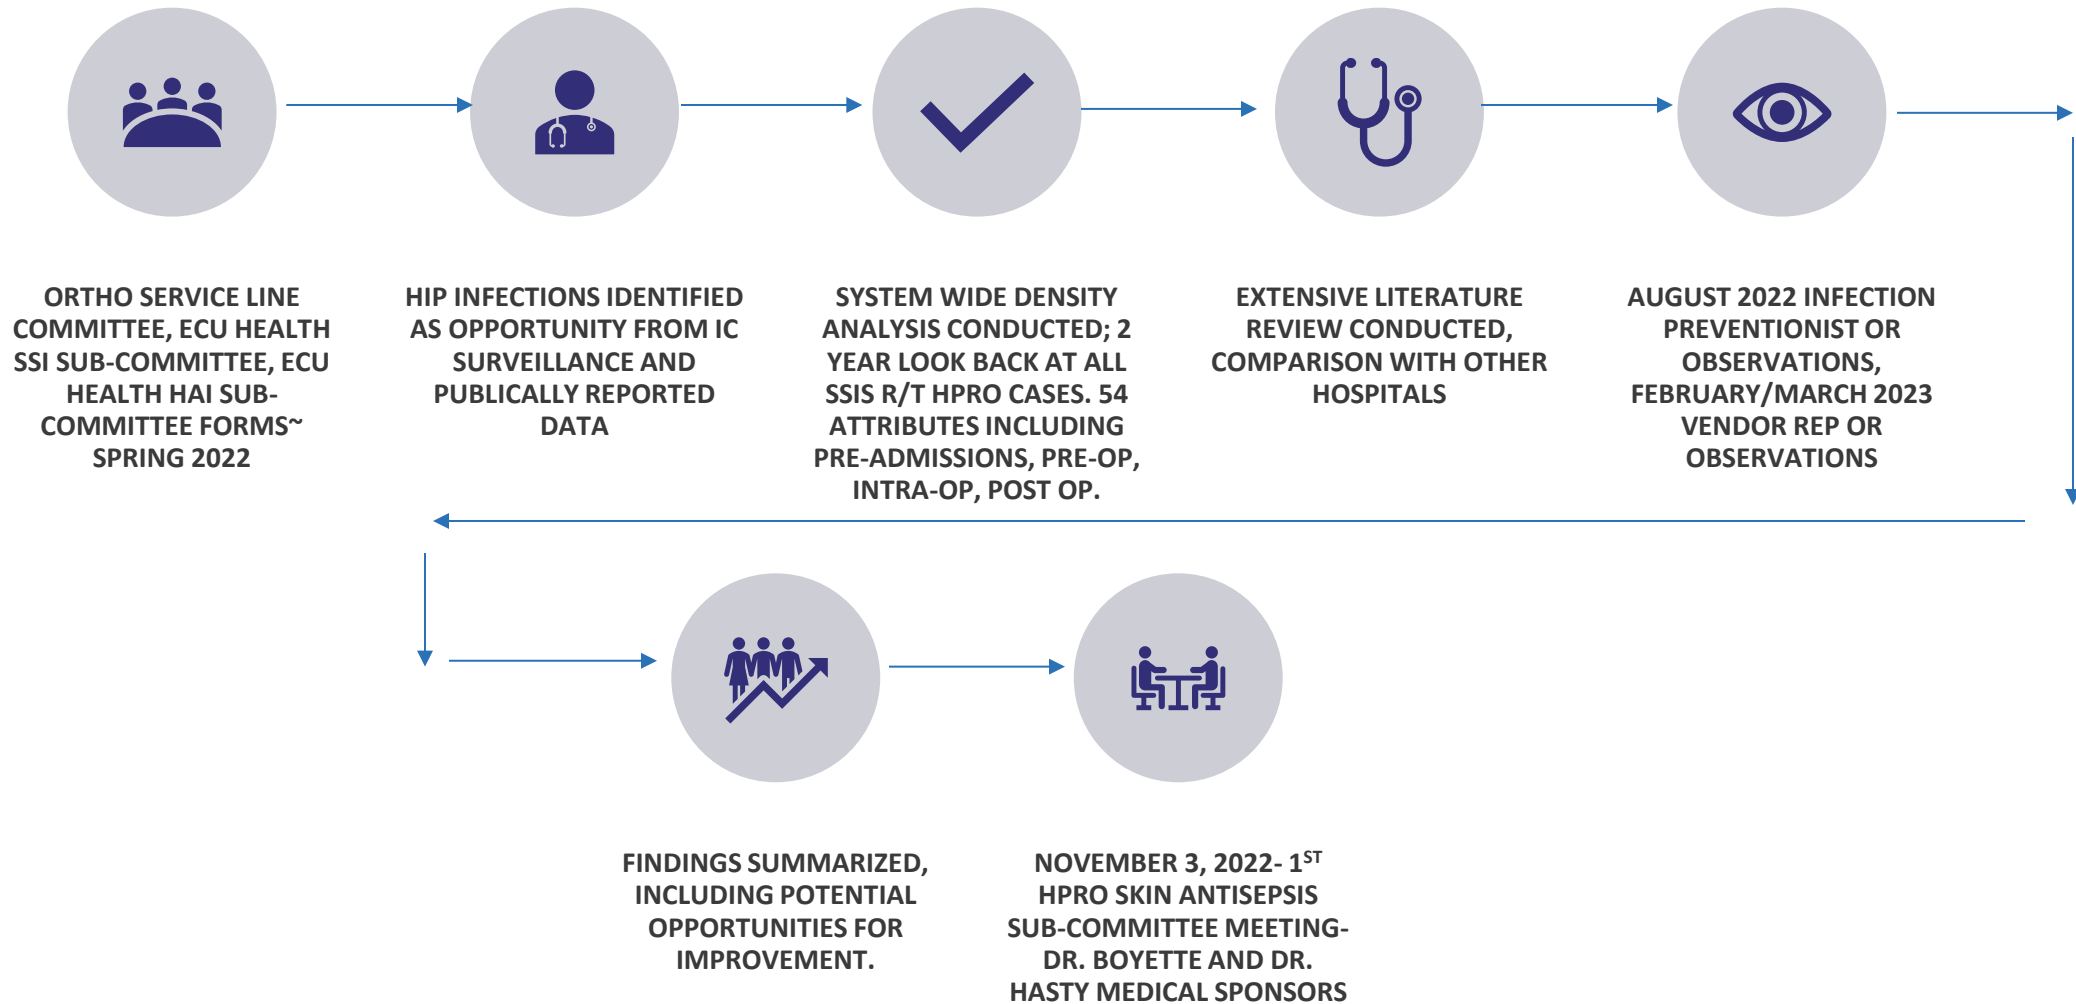 ORTHO SERVICE LINE
COMMITTEE, ECU HEALTH
SSI SUB-COMMITTEE, ECU
HEALTH HAI SUB-
COMMITTEE FORMS~
SPRING 2022
HIP INFECTIONS IDENTIFIED
AS OPPORTUNITY FROM IC
SURVEILLANCE AND
PUBLICALLY REPORTED
DATA
SYSTEM WIDE DENSITY
ANALYSIS CONDUCTED; 2
YEAR LOOK BACK AT ALL
SSIS R/T HPRO CASES. 54
ATTRIBUTES INCLUDING
PRE-ADMISSIONS, PRE-OP,
INTRA-OP, POST OP.
EXTENSIVE LITERATURE
REVIEW CONDUCTED,
COMPARISON WITH OTHER
HOSPITALS
AUGUST 2022 INFECTION
PREVENTIONIST OR
OBSERVATIONS,
FEBRUARY/MARCH 2023
VENDOR REP OR
OBSERVATIONS
FINDINGS SUMMARIZED,
INCLUDING POTENTIAL
OPPORTUNITIES FOR
IMPROVEMENT.
NOVEMBER 3, 2022- 1ST
HPRO SKIN ANTISEPSIS
SUB-COMMITTEE MEETING-
DR. BOYETTE AND DR.
HASTY MEDICAL SPONSORS